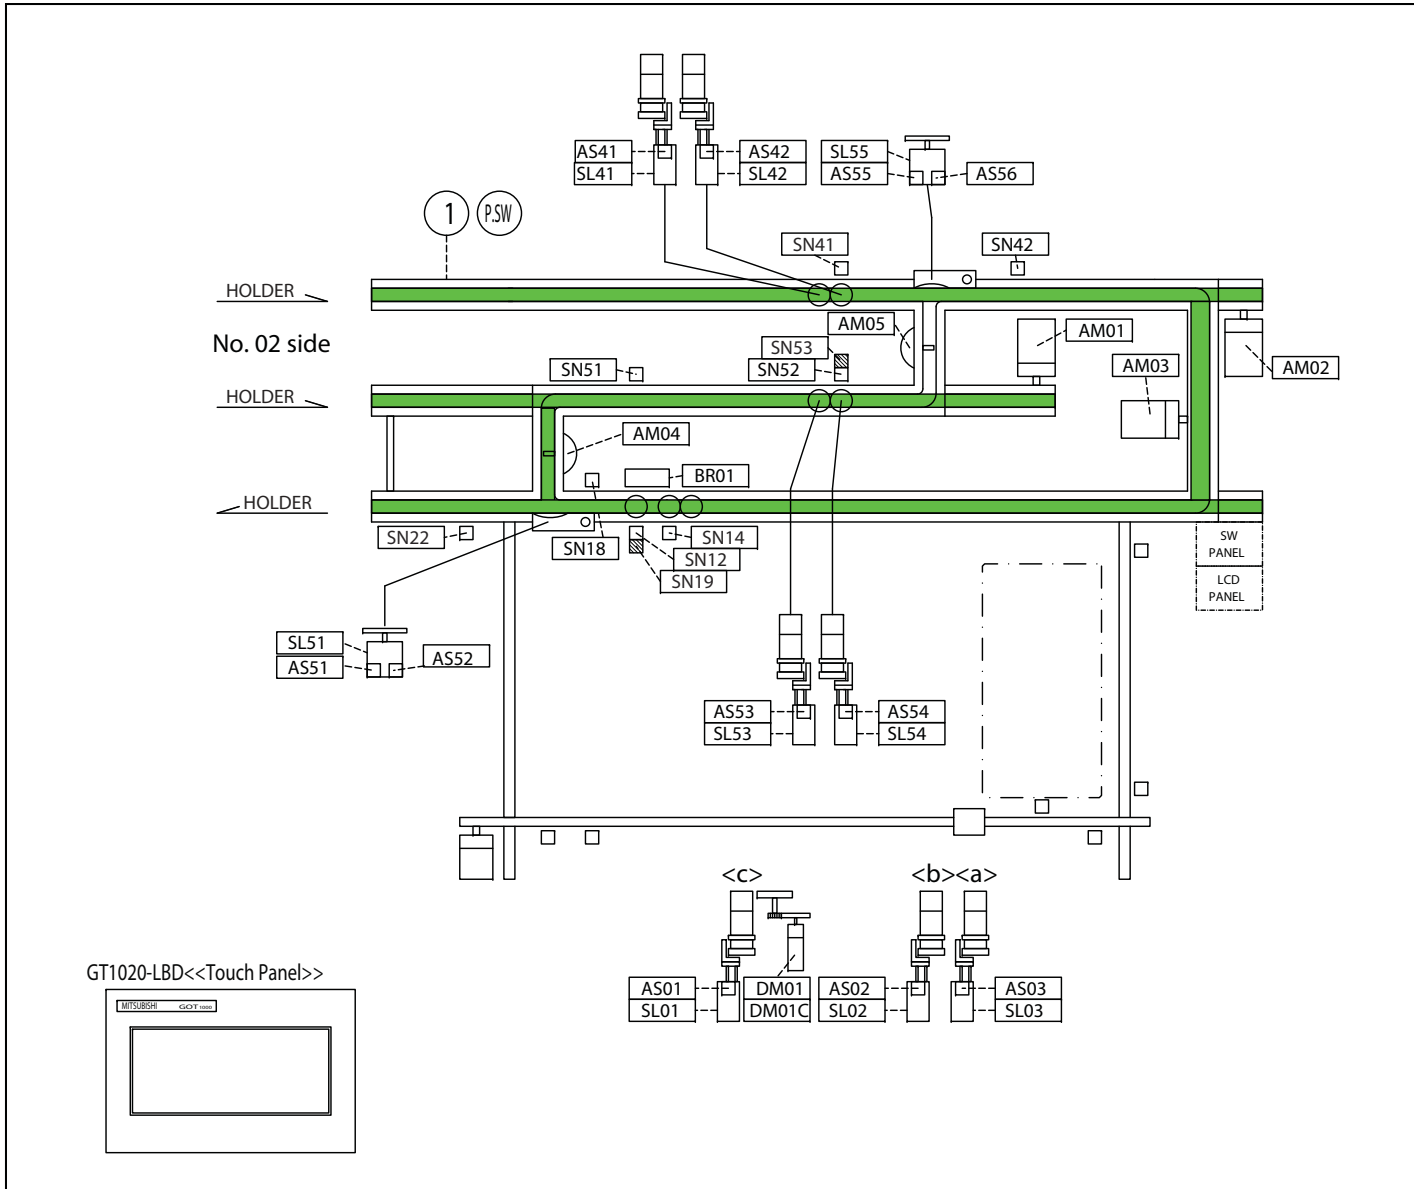 AS41
SL41
AS42
SL42
SL55
AS55
AS56
1
P.SW
SN41
SN42
HOLDER
No. 02 side
AM05
AM01
SN53
SN52
SN51
AM03
AM02
HOLDER
AM04
BR01
HOLDER
SN22
SN18
SN14
SN12
SN19
SW
PANEL
LCD
PANEL
SL51
AS51
AS52
AS53
SL53
AS54
SL54
<c>
<b>
<a>
AS01
SL01
DM01
DM01C
AS02
SL02
AS03
SL03
GT1020-LBD<<Touch Panel>>
MITSUBISHI
GOT1000